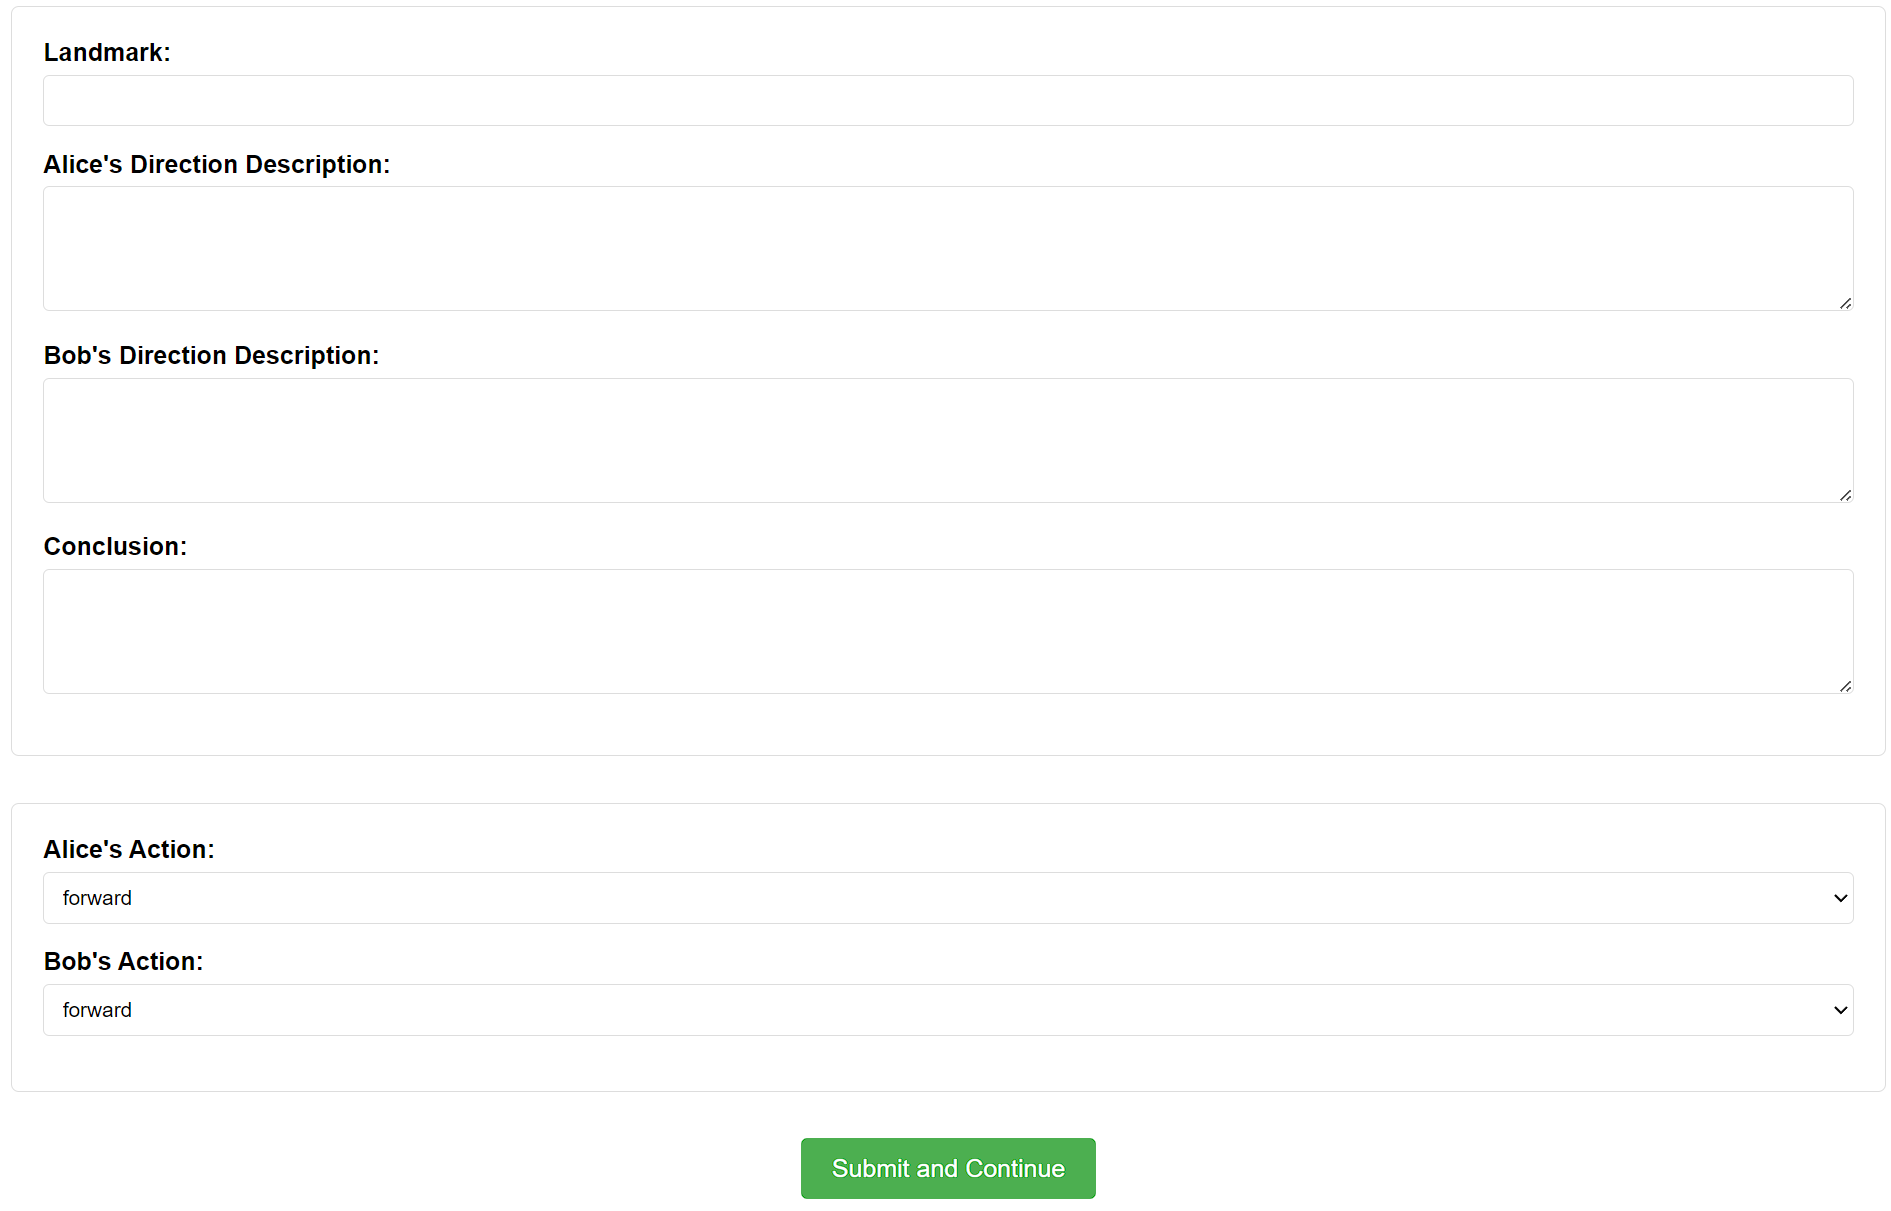 Landmark:
Alice's Direction Description:
Bob's Direction Description:
Conclusion:
Alice's Action:
forward
Bob's Action:
forward
Submit and Continue